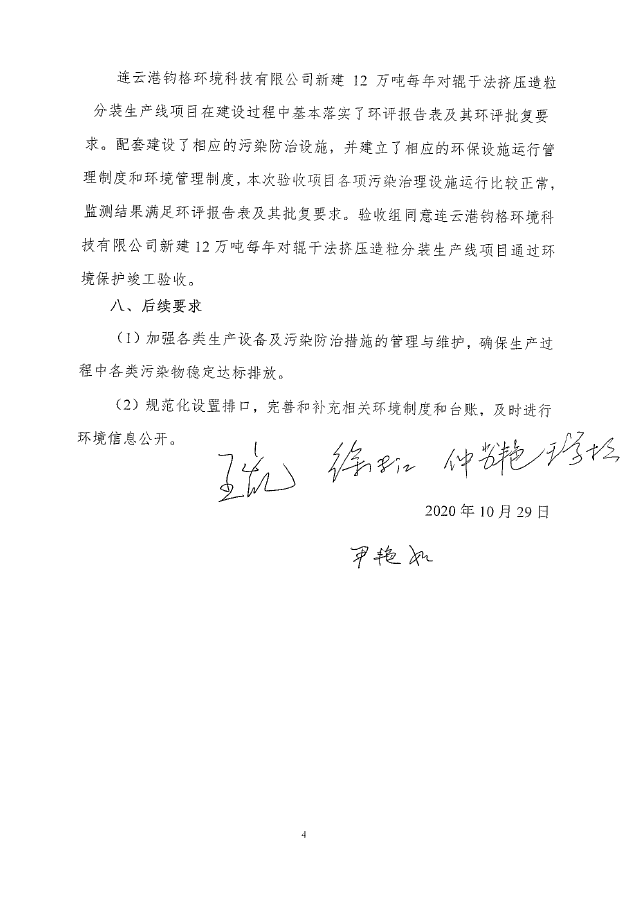 连云港钧格环境科技有限公司新建 12 万吨每年对辊干法挤压造粒
分装生产线项目在建设过程中基本落实了环评报告表及其环评批复要
求。配套建设了相应的污染防治设施，并建立了相应的环保设施运行管
理制度和环境管理制度，本次验收项目各项污染治理设施运行比较正常，
监测结果满足环评报告表及其批复要求。验收组同意连云港钧格环境科
技有限公司新建 12 万吨每年对辊干法挤压造粒分装生产线项目通过环
境保护竣工验收。
八、后续要求
（1）加强各类生产设备及污染防治措施的管理与维护，确保生产过
程中各类污染物稳定达标排放。
（2）规范化设置排口，完善和补充相关环境制度和台账，及时进行
环境信息公开。
王凯 仲艳
2020 年 10 月 29 日
尹艳如
4